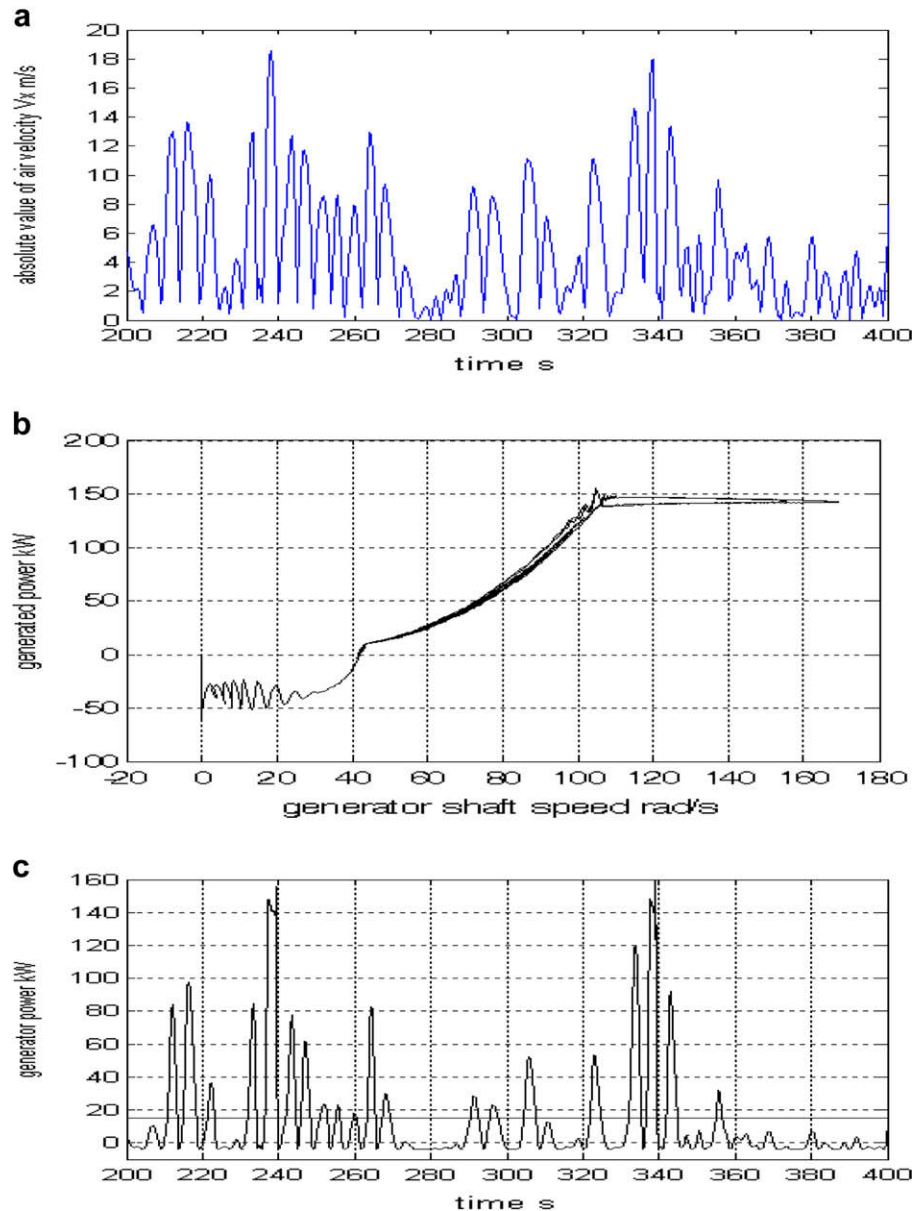 a
absolute value of air velocity Vx m/s
20
18
16
14
12
10
8
6
4
2
0
200 220 240 260 280 300 320 340 360 380 400
time s
b
generated power kW
200
150
100
50
0
-50
-100
-20 0 20 40 60 80 100 120 140 160 180
generator shaft speed rad/s
c
generator power kW
160
140
120
100
80
60
40
20
0
200 220 240 260 280 300 320 340 360 380 400
time s